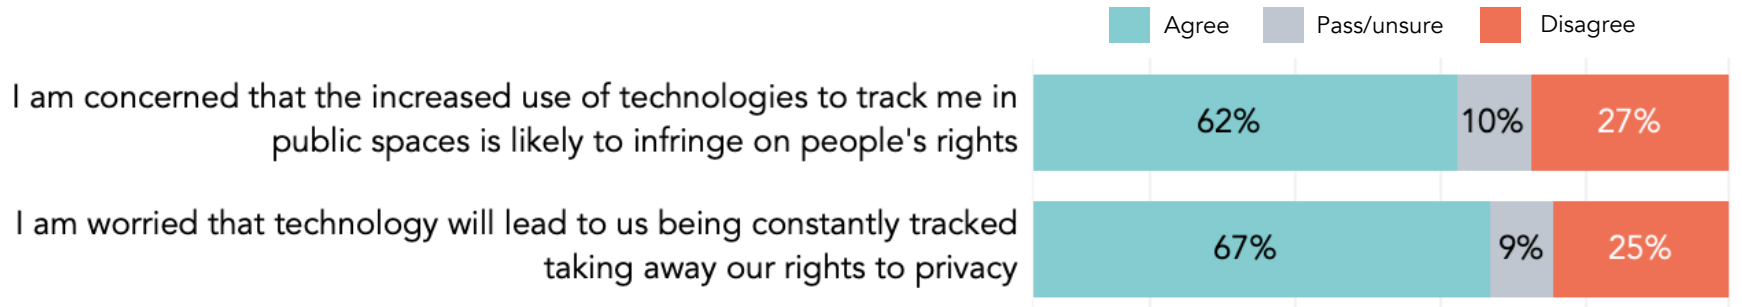 Agree Pass/unsure Disagree
I am concerned that the increased use of technologies to track me in
public spaces is likely to infringe on people's rights
62% 10% 27%
I am worried that technology will lead to us being constantly tracked
taking away our rights to privacy
67% 9% 25%